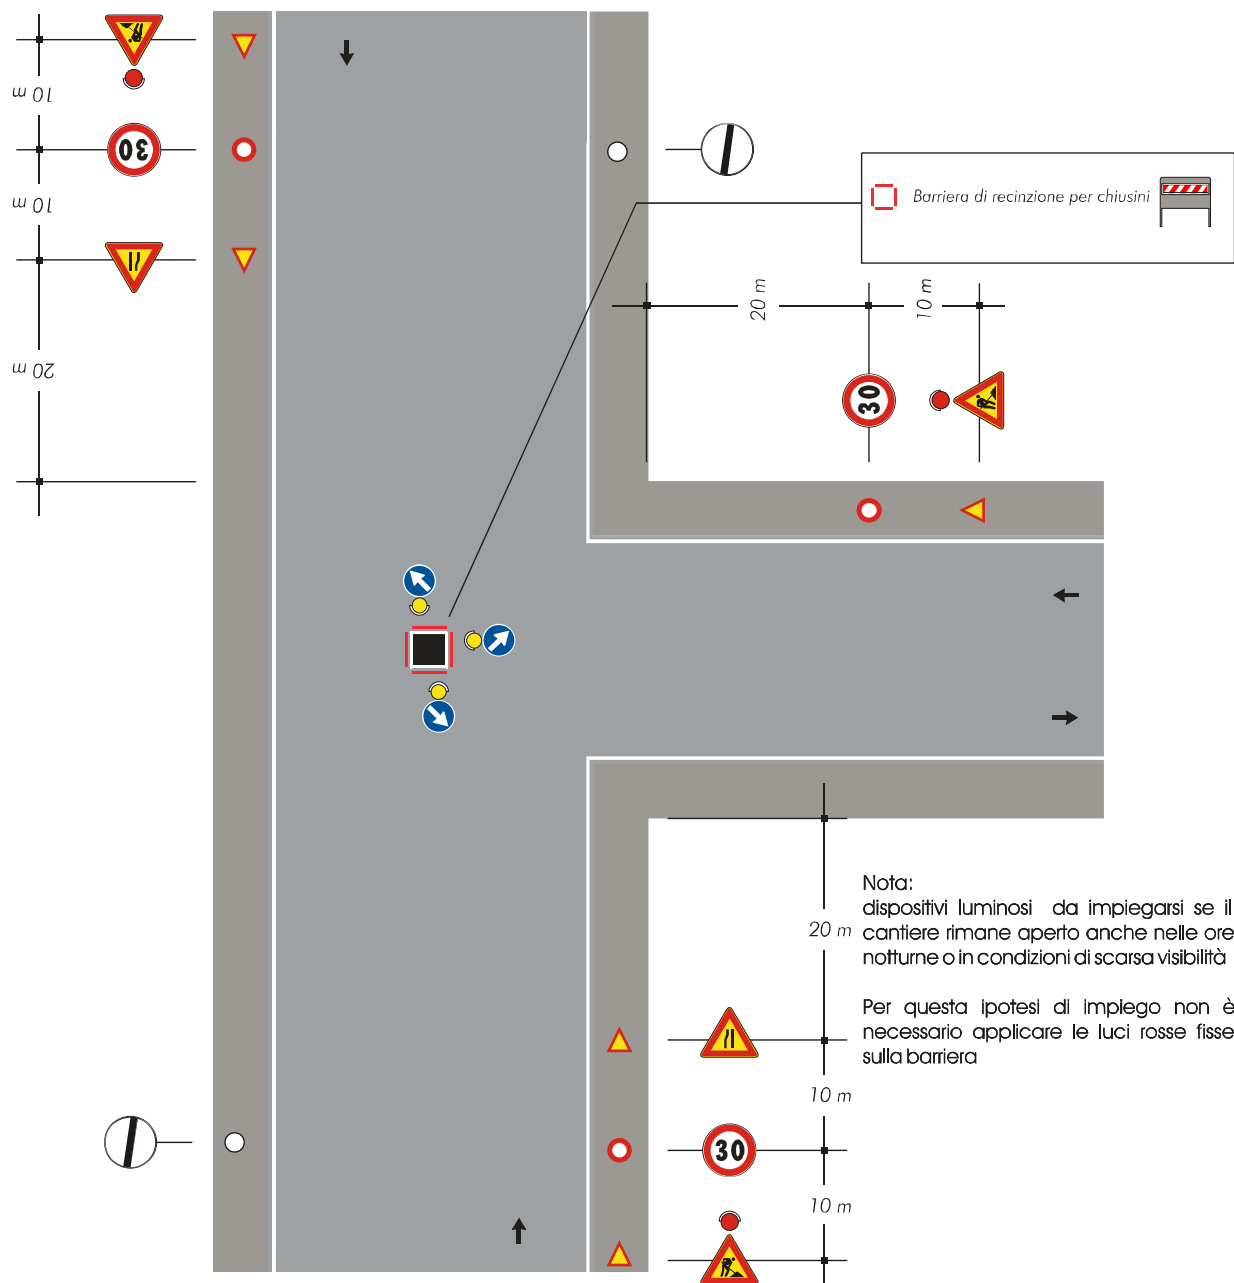 10 m
30
10 m
20 m
Barriera di recinzione per chiusini
20 m
10 m
30
Nota:
dispositivi luminosi da impiegarsi se il
cantiere rimane aperto anche nelle ore
notturne o in condizioni di scarsa visibilità
Per questa ipotesi di impiego non è
necessario applicare le luci rosse fisse
sulla barriera
20 m
10 m
30
10 m